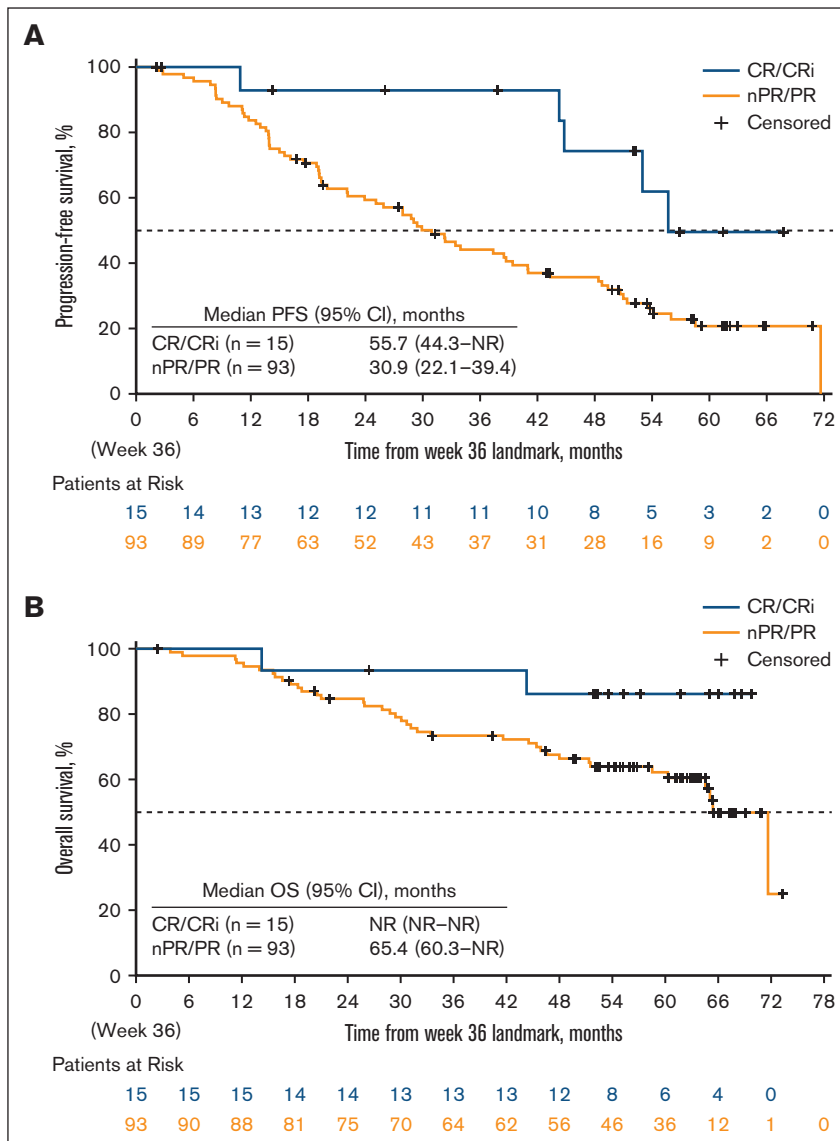 A
100
80
60
40
20
0
Progression-free survival, %
CR/CRi
nPR/PR
Censored
Median PFS (95% CI), months
CR/CRi (n = 15) 55.7 (44.3–NR)
nPR/PR (n = 93) 30.9 (22.1–39.4)
0 6 12 18 24 30 36 42 48 54 60 66 72
(Week 36) Time from week 36 landmark, months
Patients at Risk
15 14 13 12 12 11 11 10 8 5 3 2 0
93 89 77 63 52 43 37 31 28 16 9 2 0
B
100
80
60
40
20
0
Overall survival, %
CR/CRi
nPR/PR
Censored
Median OS (95% CI), months
CR/CRi (n = 15) NR (NR–NR)
nPR/PR (n = 93) 65.4 (60.3–NR)
0 6 12 18 24 30 36 42 48 54 60 66 72 78
(Week 36) Time from week 36 landmark, months
Patients at Risk
15 15 15 14 14 13 13 13 12 8 6 4 0
93 90 88 81 75 70 64 62 56 46 36 12 1 0